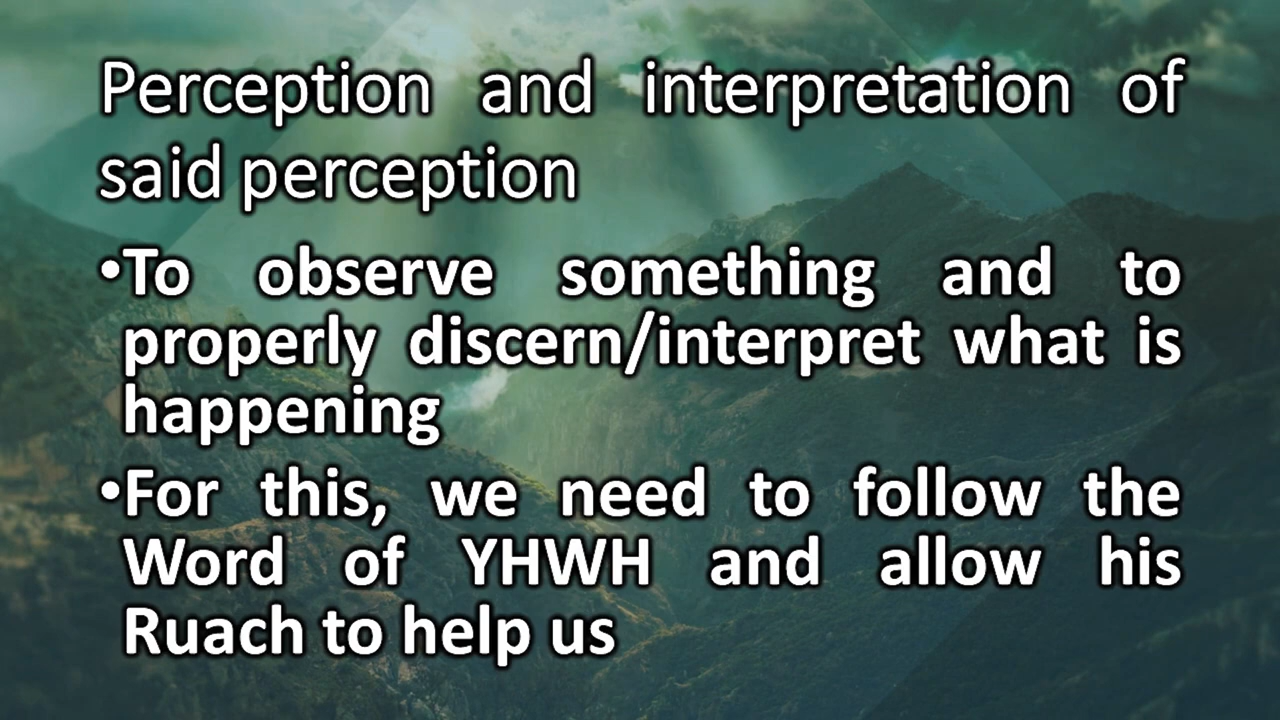 Perception and interpretation of
said perception
•To observe something and to
properly discern/interpret what is
happening
•For this, we need to follow the
Word of YHWH and allow his
Ruach to help us